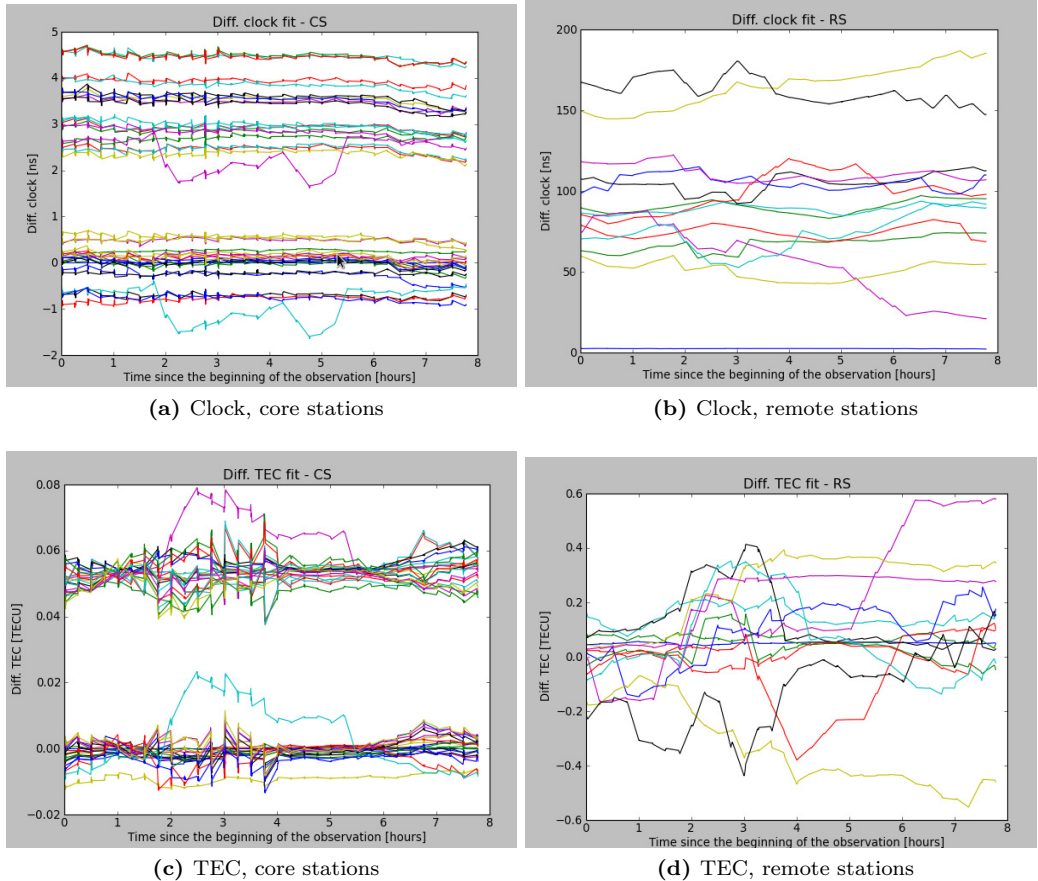 Diff. clock fit - CS
5
4
3
2
1
0
−1
−2
Diff. clock [ns]
0 1 2 3 4 5 6 7 8
Time since the beginning of the observation [hours]
(a) Clock, core stations
Diff. clock fit - RS
200
150
100
50
0
Diff. clock [ns]
0 1 2 3 4 5 6 7 8
Time since the beginning of the observation [hours]
(b) Clock, remote stations
Diff. TEC fit - CS
0.08
0.06
0.04
0.02
0.00
−0.02
Diff. TEC [TECU]
0 1 2 3 4 5 6 7 8
Time since the beginning of the observation [hours]
(c) TEC, core stations
Diff. TEC fit - RS
0.6
0.4
0.2
0.0
−0.2
−0.4
−0.6
Diff. TEC [TECU]
0 1 2 3 4 5 6 7 8
Time since the beginning of the observation [hours]
(d) TEC, remote stations